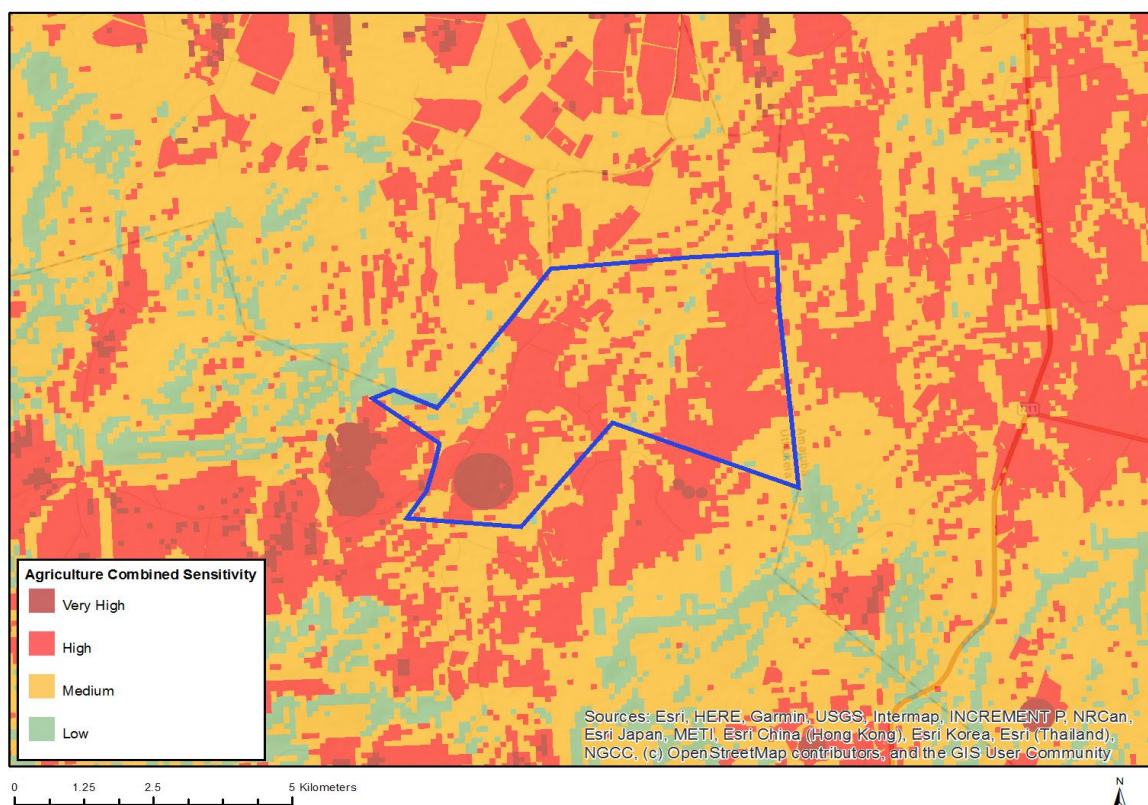 Agriculture Combined Sensitivity
Very High
High
Medium
Low
Sources: Esri, HERE, Garmin, USGS, Intermap, INCREMENT P, NRCan,
Esri Japan, METI, Esri China (Hong Kong), Esri Korea, Esri (Thailand),
NGCC, (c) OpenStreetMap contributors, and the GIS User Community
0 1.25 2.5 5 Kilometers
N